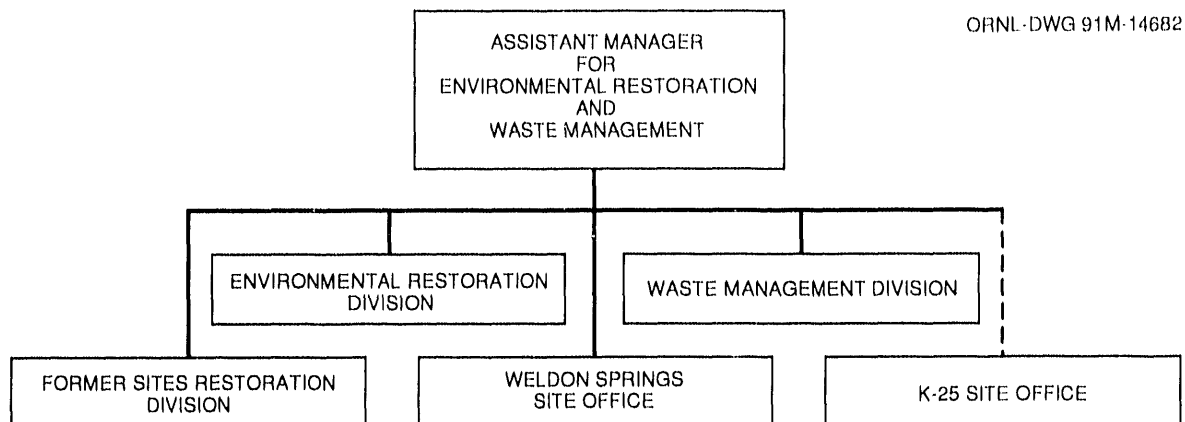 ORNL-DWG 91M-14682
ASSISTANT MANAGER
FOR
ENVIRONMENTAL RESTORATION
AND
WASTE MANAGEMENT
ENVIRONMENTAL RESTORATION
DIVISION
WASTE MANAGEMENT DIVISION
FORMER SITES RESTORATION
DIVISION
WELDON SPRINGS
SITE OFFICE
K-25 SITE OFFICE